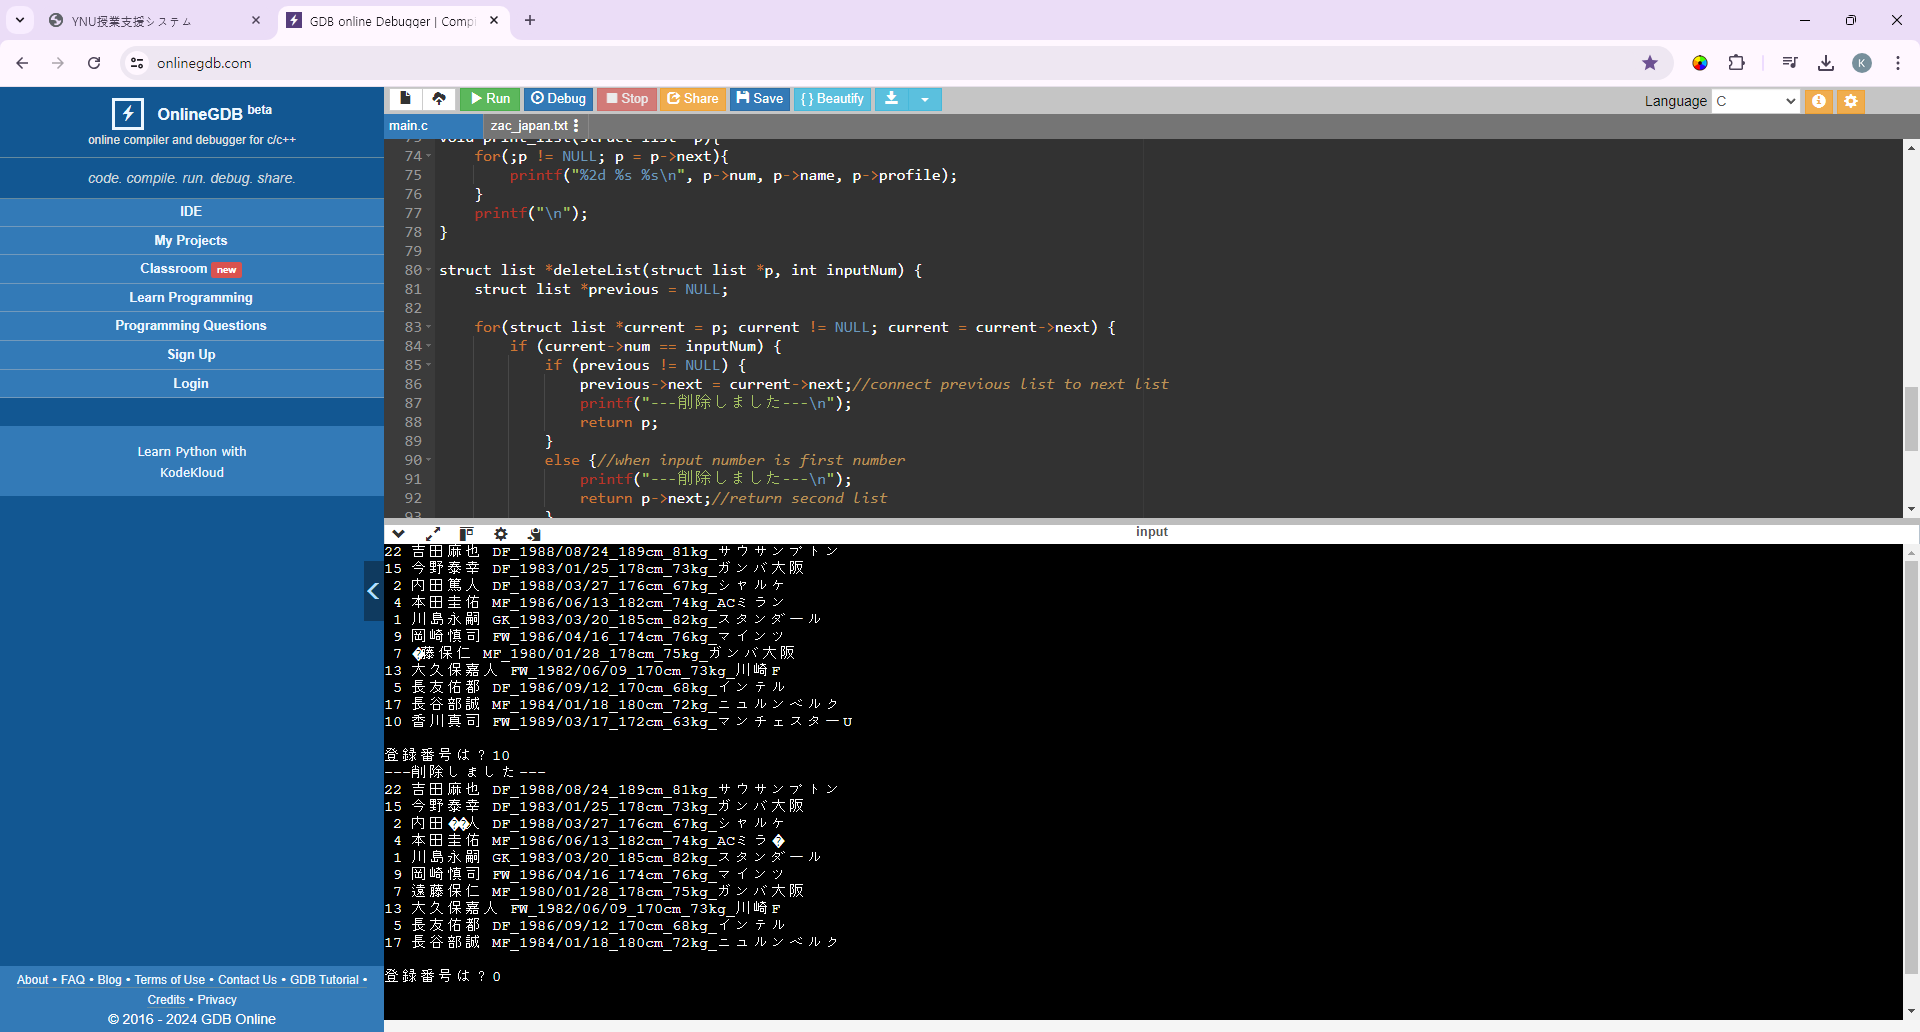 YNU授業支援システム
GDB online Debugger | Compi
onlinegdb.com
K
OnlineGDB beta
online compiler and debugger for c/c++
code. compile. run. debug. share.
IDE
My Projects
Classroom new
Learn Programming
Programming Questions
Sign Up
Login
Learn Python with
KodeKloud
About • FAQ • Blog • Terms of Use • Contact Us • GDB Tutorial •
Credits • Privacy
© 2016 - 2024 GDB Online
Run Debug Stop Share Save { } Beautify
Language C
main.c zac_japan.txt
74 for(;p != NULL; p = p->next){
75 printf("%2d %s %s\n", p->num, p->name, p->profile);
76 }
77 printf("\n");
78 }
79
80 struct list *deleteList(struct list *p, int inputNum) {
81 struct list *previous = NULL;
82
83 for(struct list *current = p; current != NULL; current = current->next) {
84 if (current->num == inputNum) {
85 if (previous != NULL) {
86 previous->next = current->next;//connect previous list to next list
87 printf("---削除しました---\n");
88 return p;
89 }
90 else {//when input number is first number
91 printf("---削除しました---\n");
92 return p->next;//return second list
93 }
input
22 吉田麻也 DF_1988/08/24_189cm_81kg_サウサンプトン
15 今野泰幸 DF_1983/01/25_178cm_73kg_ガンバ大阪
2 内田篤人 DF_1988/03/27_176cm_67kg_シャルケ
4 本田圭佑 MF_1986/06/13_182cm_74kg_ACミラン
1 川島永嗣 GK_1983/03/20_185cm_82kg_スタンダール
9 岡崎慎司 FW_1986/04/16_174cm_76kg_マインツ
7 �藤保仁 MF_1980/01/28_178cm_75kg_ガンバ大阪
13 大久保嘉人 FW_1982/06/09_170cm_73kg_川崎F
5 長友佑都 DF_1986/09/12_170cm_68kg_インテル
17 長谷部誠 MF_1984/01/18_180cm_72kg_ニュルンベルク
10 香川真司 FW_1989/03/17_172cm_63kg_マンチェスターU
登録番号は？10
---削除しました---
22 吉田麻也 DF_1988/08/24_189cm_81kg_サウサンプトン
15 今野泰幸 DF_1983/01/25_178cm_73kg_ガンバ大阪
2 内田��人 DF_1988/03/27_176cm_67kg_シャルケ
4 本田圭佑 MF_1986/06/13_182cm_74kg_ACミラ�
1 川島永嗣 GK_1983/03/20_185cm_82kg_スタンダール
9 岡崎慎司 FW_1986/04/16_174cm_76kg_マインツ
7 遠藤保仁 MF_1980/01/28_178cm_75kg_ガンバ大阪
13 大久保嘉人 FW_1982/06/09_170cm_73kg_川崎F
5 長友佑都 DF_1986/09/12_170cm_68kg_インテル
17 長谷部誠 MF_1984/01/18_180cm_72kg_ニュルンベルク
登録番号は？0